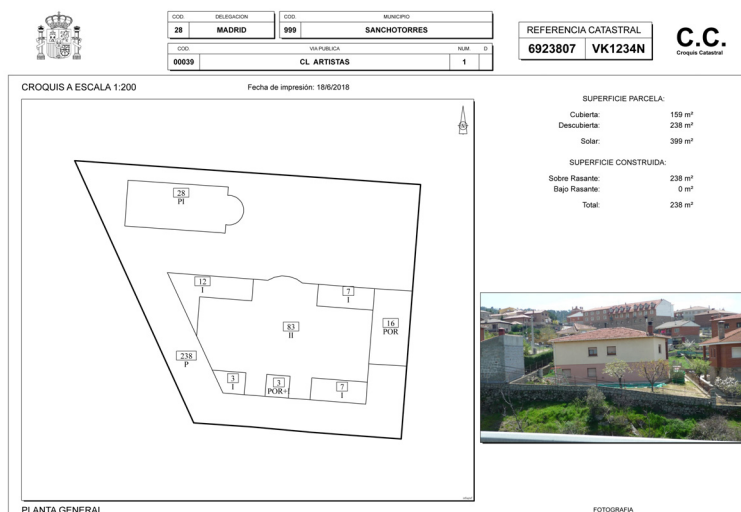 COD. DELEGACION COD. MUNICIPIO
28 MADRID 999 SANCHOTORRES
COD. VIA PUBLICA NUM. D
00039 CL ARTISTAS 1
REFERENCIA CATASTRAL
6923807 VK1234N
C.C.
Croquis Catastral
CROQUIS A ESCALA 1:200
Fecha de impresión: 18/6/2018
N
28
PI
12
I
7
I
83
II
16
POR
238
P
3
I
3
POR+I
7
I
SUPERFICIE PARCELA:
Cubierta: 159 m²
Descubierta: 238 m²
Solar: 399 m²
SUPERFICIE CONSTRUIDA:
Sobre Rasante: 238 m²
Bajo Rasante: 0 m²
Total: 238 m²
PLANTA GENERAL
FOTOGRAFIA